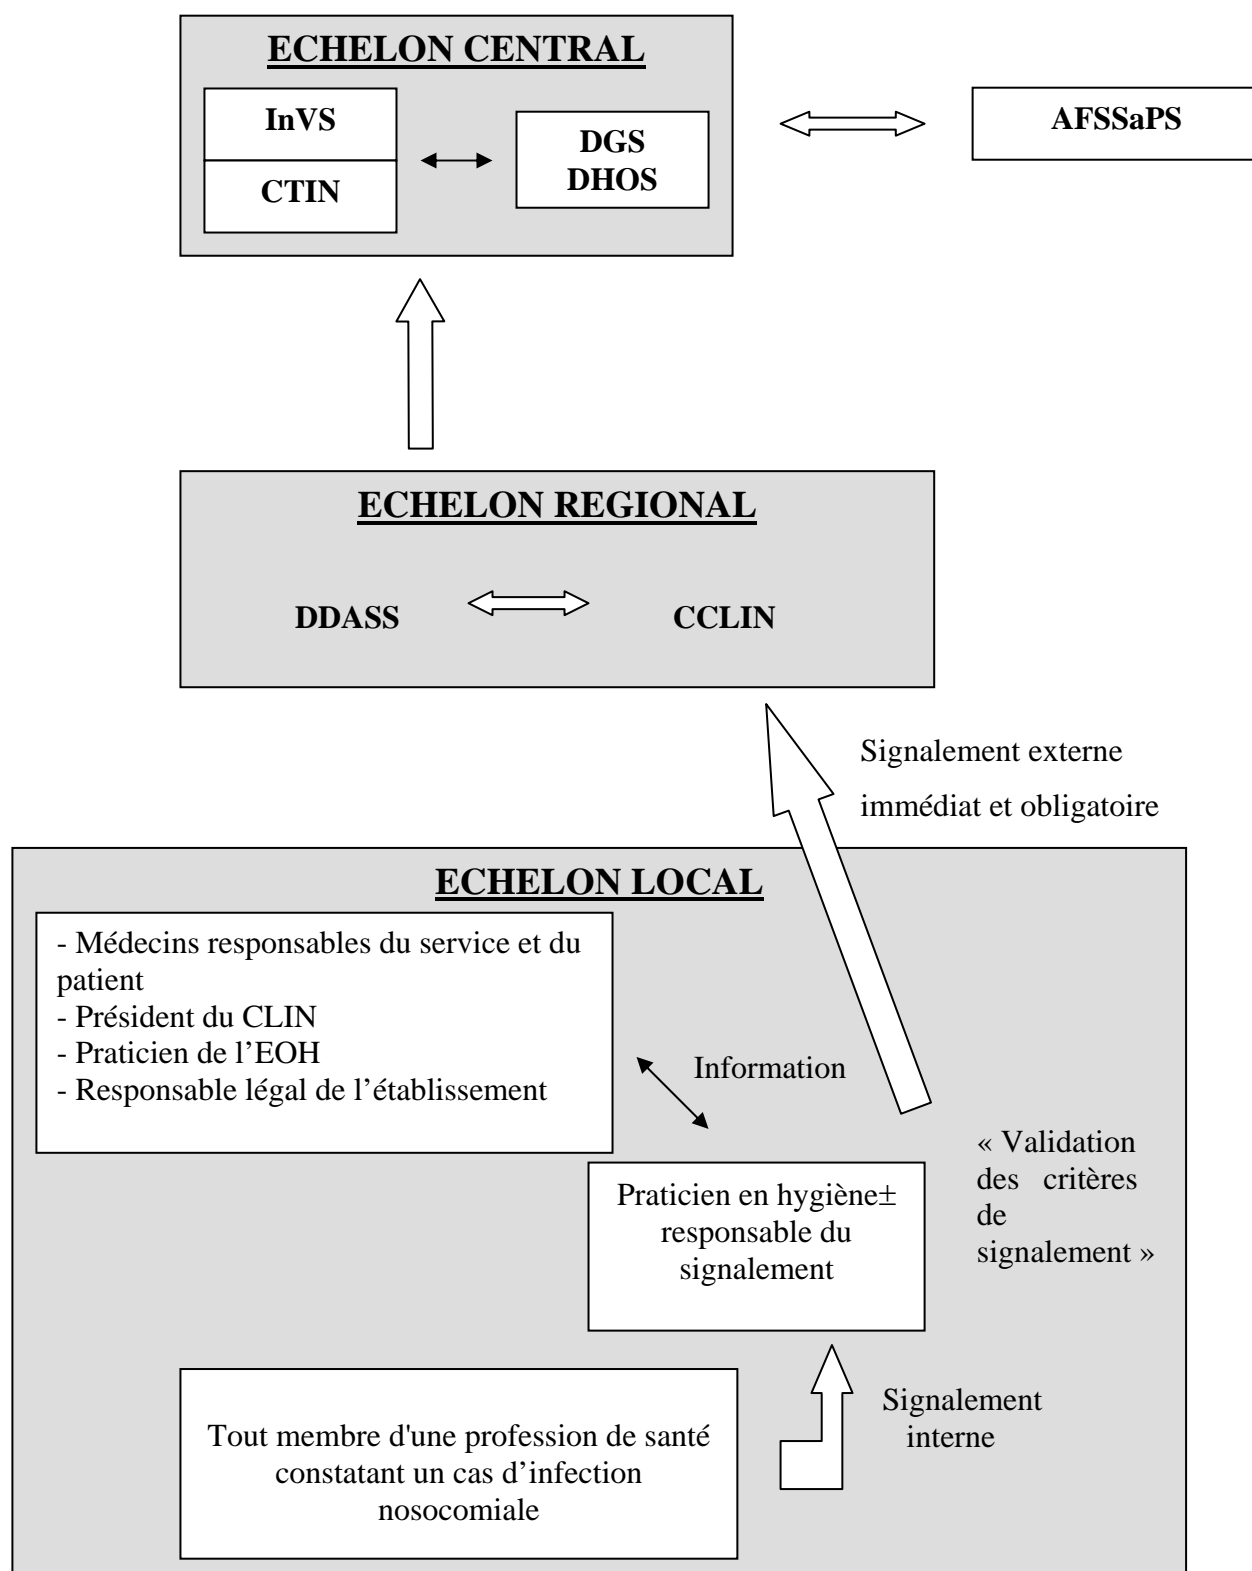 ECHELON CENTRAL
InVS
CTIN
DGS
DHOS
AFSSaPS
ECHELON REGIONAL
DDASS
CCLIN
Signalement externe
immédiat et obligatoire
ECHELON LOCAL
- Médecins responsables du service et du
patient
- Président du CLIN
- Praticien de l’EOH
- Responsable légal de l’établissement
Information
« Validation
des critères
de
signalement »
Praticien en hygiène±
responsable du
signalement
Signalement
interne
Tout membre d'une profession de santé
constatant un cas d’infection
nosocomiale